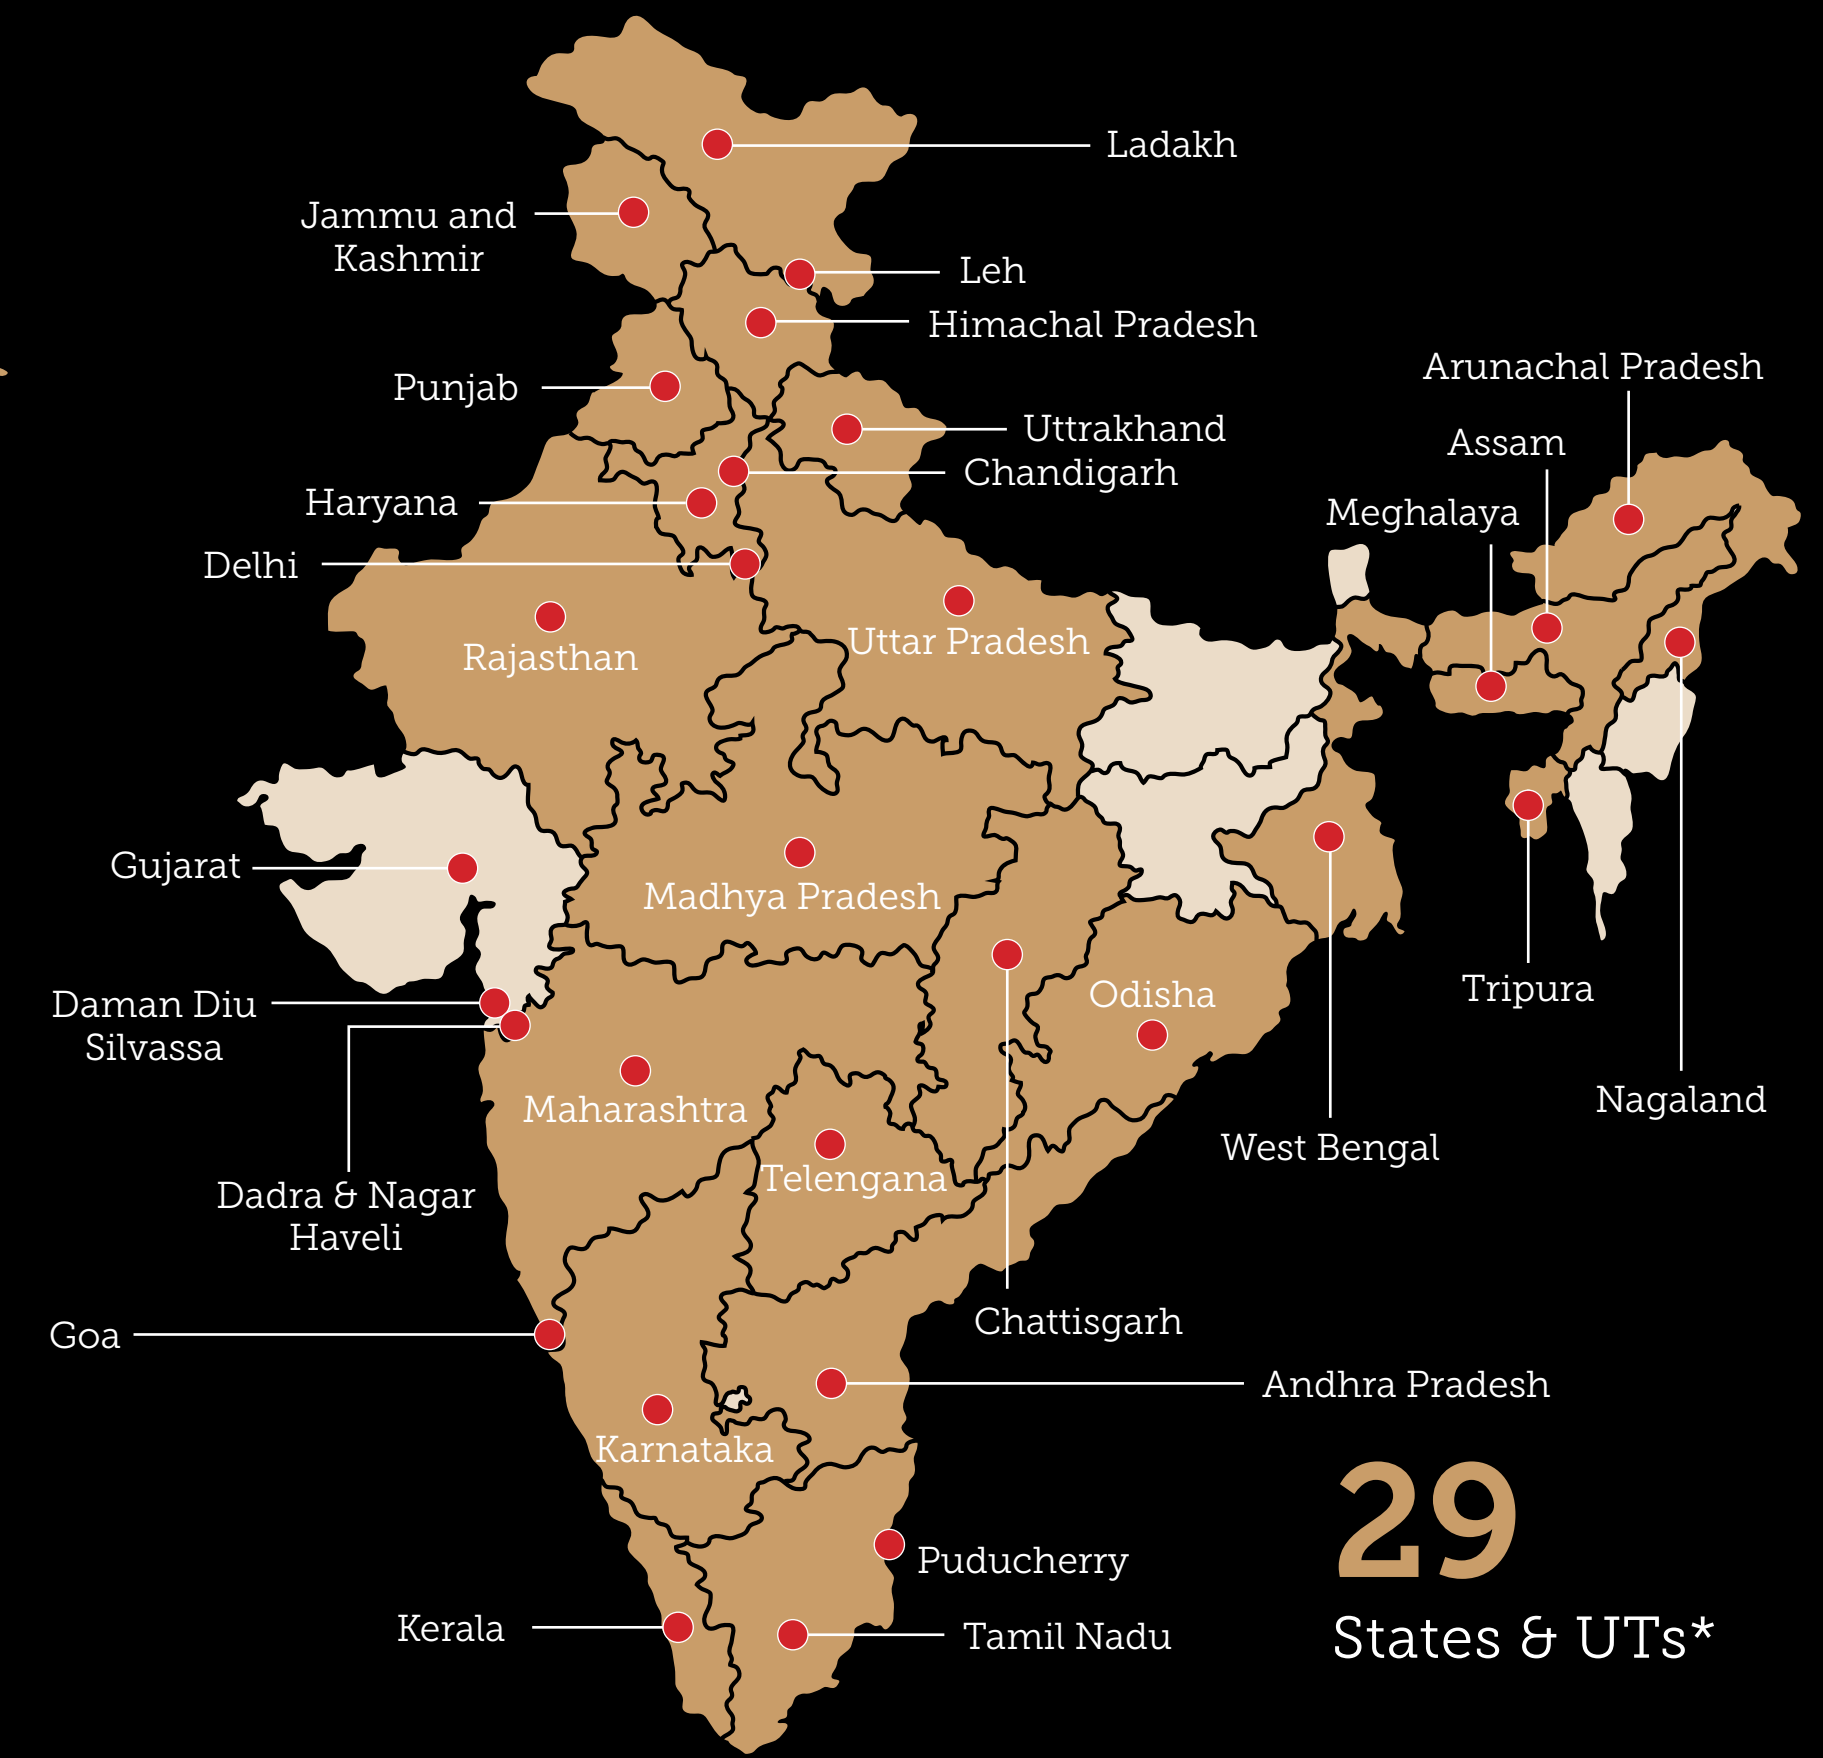 Ladakh
Jammu and
Kashmir
Leh
Himachal Pradesh
Arunachal Pradesh
Punjab
Uttrakhand
Assam
Chandigarh
Haryana
Meghalaya
Delhi
Uttar Pradesh
Rajasthan
Gujarat
Madhya Pradesh
Odisha
Tripura
Daman Diu
Silvassa
Maharashtra
Nagaland
West Bengal
Telengana
Dadra & Nagar
Haveli
Chattisgarh
Goa
Andhra Pradesh
Karnataka
29
States & UTs*
Puducherry
Kerala
Tamil Nadu